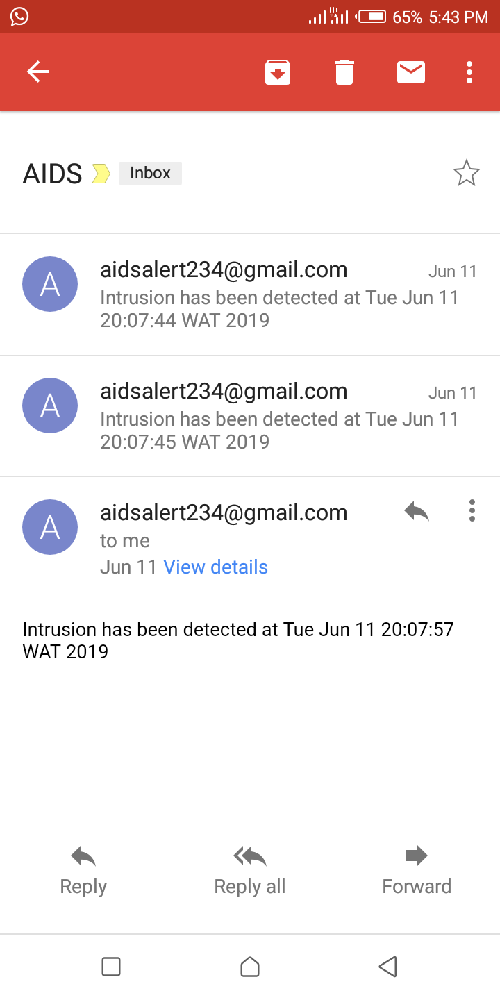 H+ 65% 5:43 PM
AIDS Inbox
A aidsalert234@gmail.com Jun 11
Intrusion has been detected at Tue Jun 11
20:07:44 WAT 2019
A aidsalert234@gmail.com Jun 11
Intrusion has been detected at Tue Jun 11
20:07:45 WAT 2019
A aidsalert234@gmail.com
to me
Jun 11 View details
Intrusion has been detected at Tue Jun 11 20:07:57
WAT 2019
Reply Reply all Forward